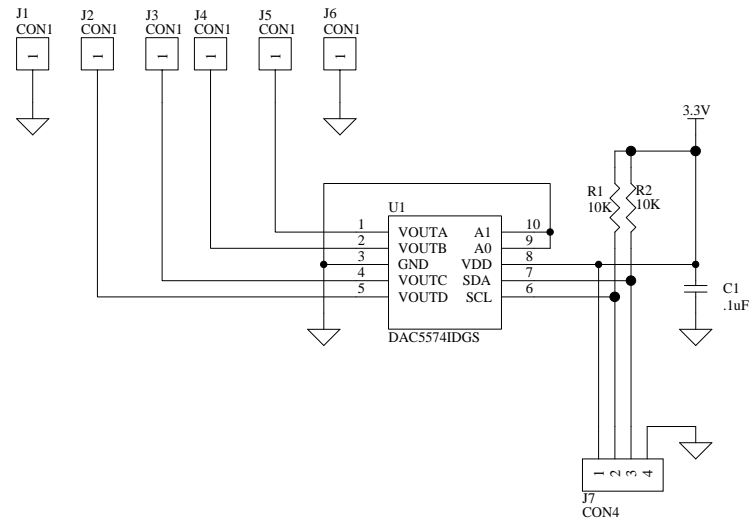 J1
CON1
1
J2
CON1
1
J3
CON1
1
J4
CON1
1
J5
CON1
1
J6
CON1
1
3.3V
R1
10K
R2
10K
U1
1 VOUTA A1 10
2 VOUTB A0 9
3 GND VDD 8
4 VOUTC SDA 7
5 VOUTD SCL 6
DAC5574IDGS
C1
.1uF
1 2 3 4
J7
CON4